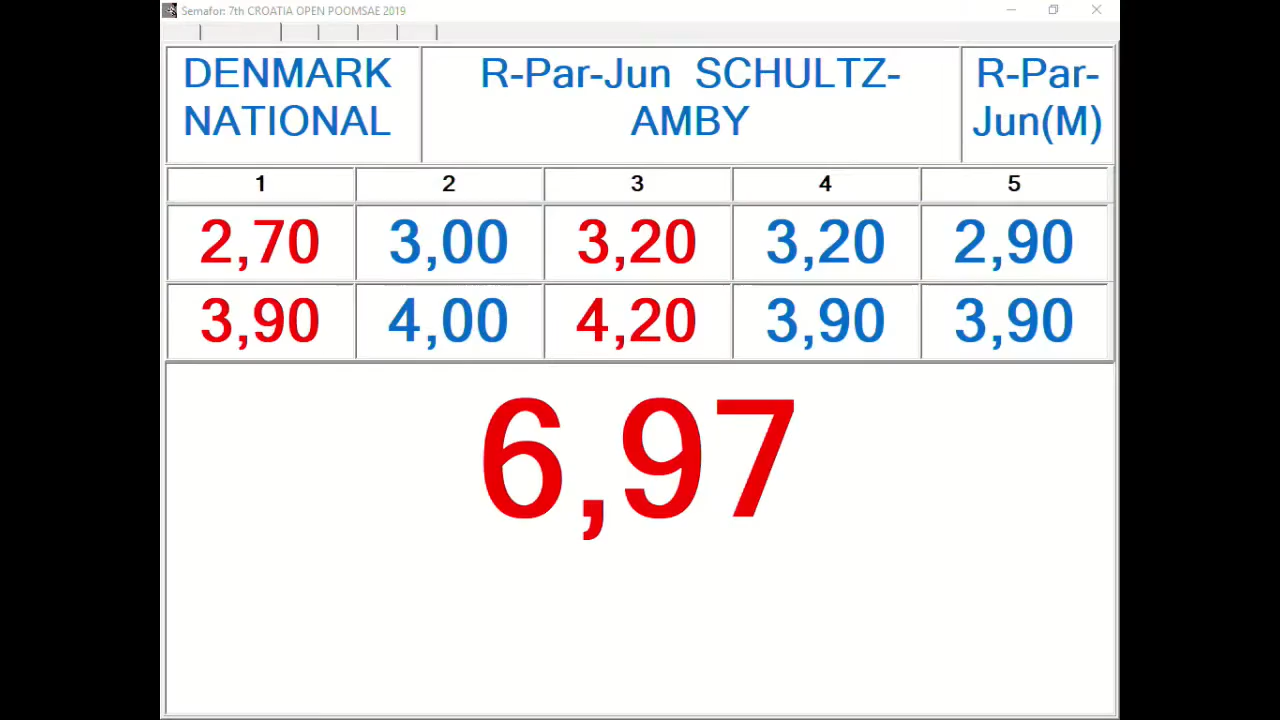 Semafor: 7th CROATIA OPEN POOMSAE 2019
DENMARK NATIONAL
R-Par-Jun SCHULTZ-AMBY
R-Par-Jun(M)
1 2 3 4 5
2,70 3,00 3,20 3,20 2,90
3,90 4,00 4,20 3,90 3,90
6,97